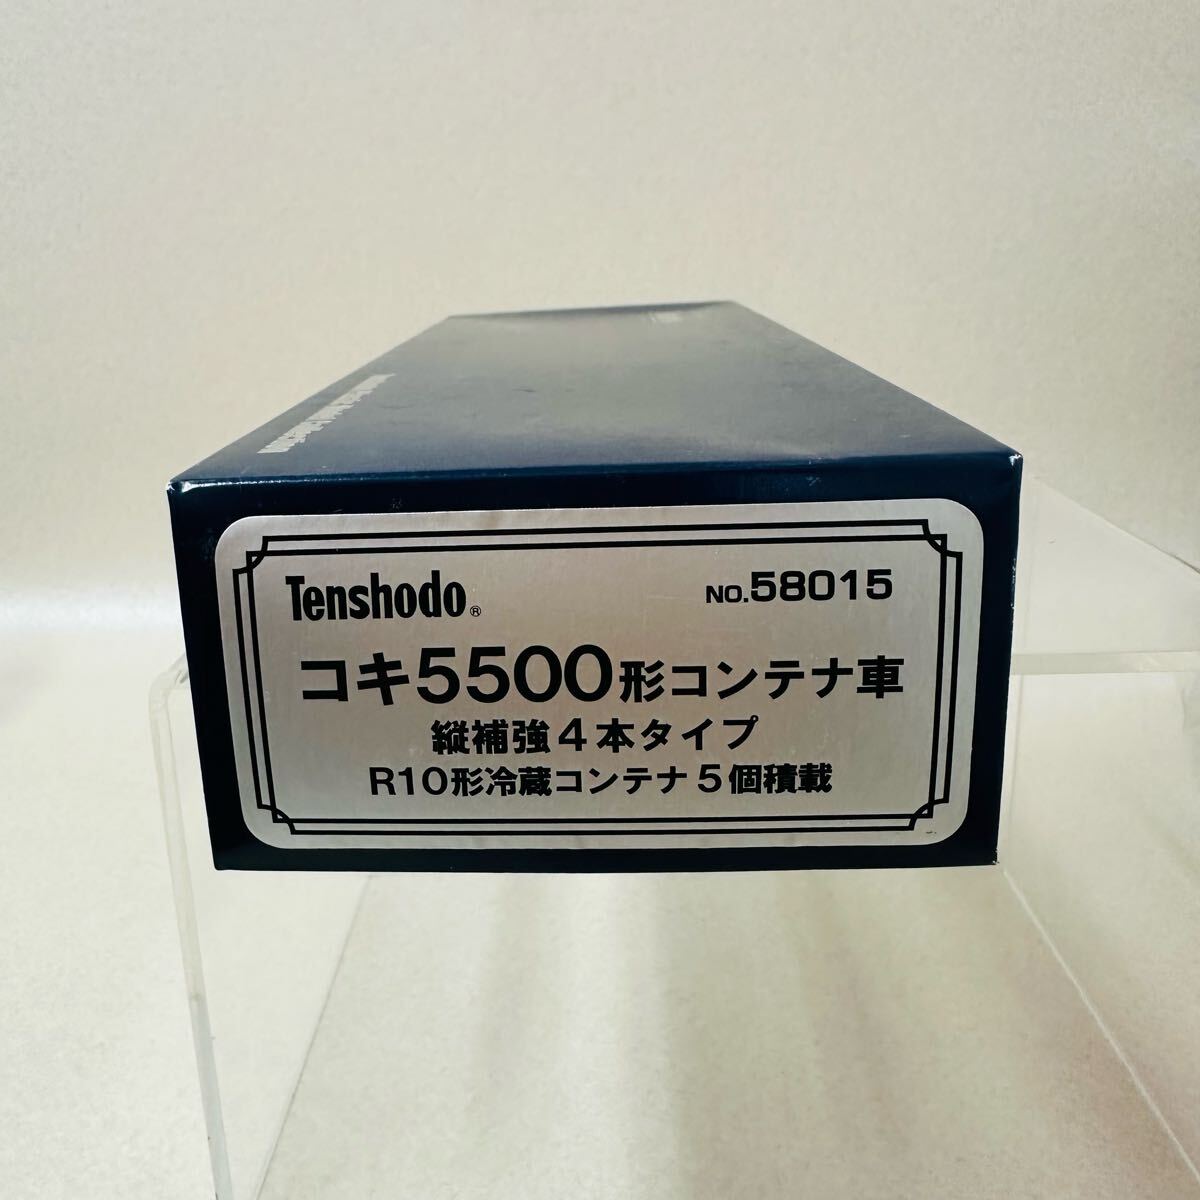 Tenshodo®
NO.58015
コキ5500形コンテナ車
縦補強4本タイプ
R10形冷蔵コンテナ5個積載